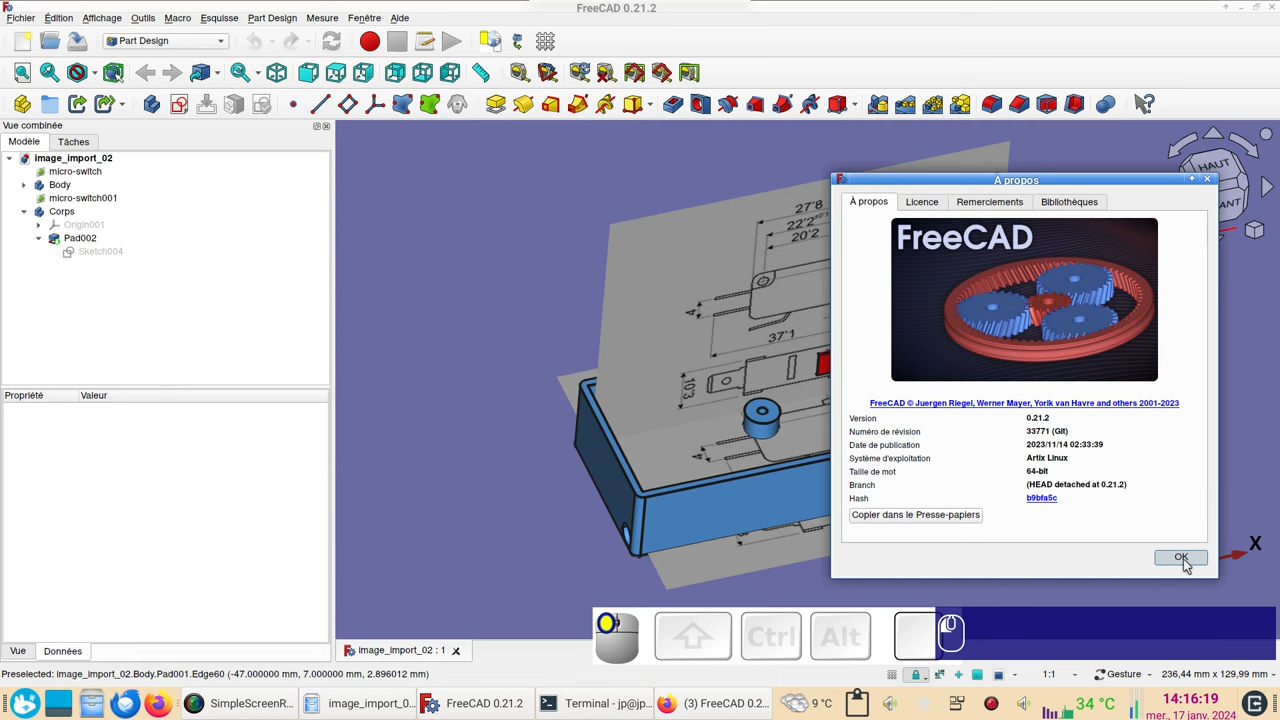 FreeCAD 0.21.2
Fichier Édition Affichage Outils Macro Esquisse Part Design Mesure Fenêtre Aide
Part Design
Vue combinée
Modèle Tâches
image_import_02
micro-switch
Body
micro-switch001
Corps
Origin001
Pad002
Sketch004
Propriété Valeur
Vue Données
27'8
20'2
4
37'1
10'3
4
HAUT
X
À propos
À propos Licence Remerciements Bibliothèques
FreeCAD
FreeCAD © Juergen Riegel, Werner Mayer, Yorik van Havre and others 2001-2023
Version 0.21.2
Numéro de révision 33771 (Git)
Date de publication 2023/11/14 02:33:39
Système d'exploitation Artix Linux
Taille de mot 64-bit
Branch (HEAD detached at 0.21.2)
Hash b9bfa5c
Copier dans le Presse-papiers
OK
Ctrl Alt
image_import_02 : 1
Preselected: image_import_02.Body.Pad001.Edge60 (-47.000000 mm, 7.000000 mm, 2.896012 mm)
1:1 Gesture 236,44 mm x 129,99 mm
SimpleScreenR... image_import_0... FreeCAD 0.21.2 Terminal - jp@jp... (3) FreeCAD 0.2... 9 °C 34 °C 14:16:19
mer., 17 janv. 2024